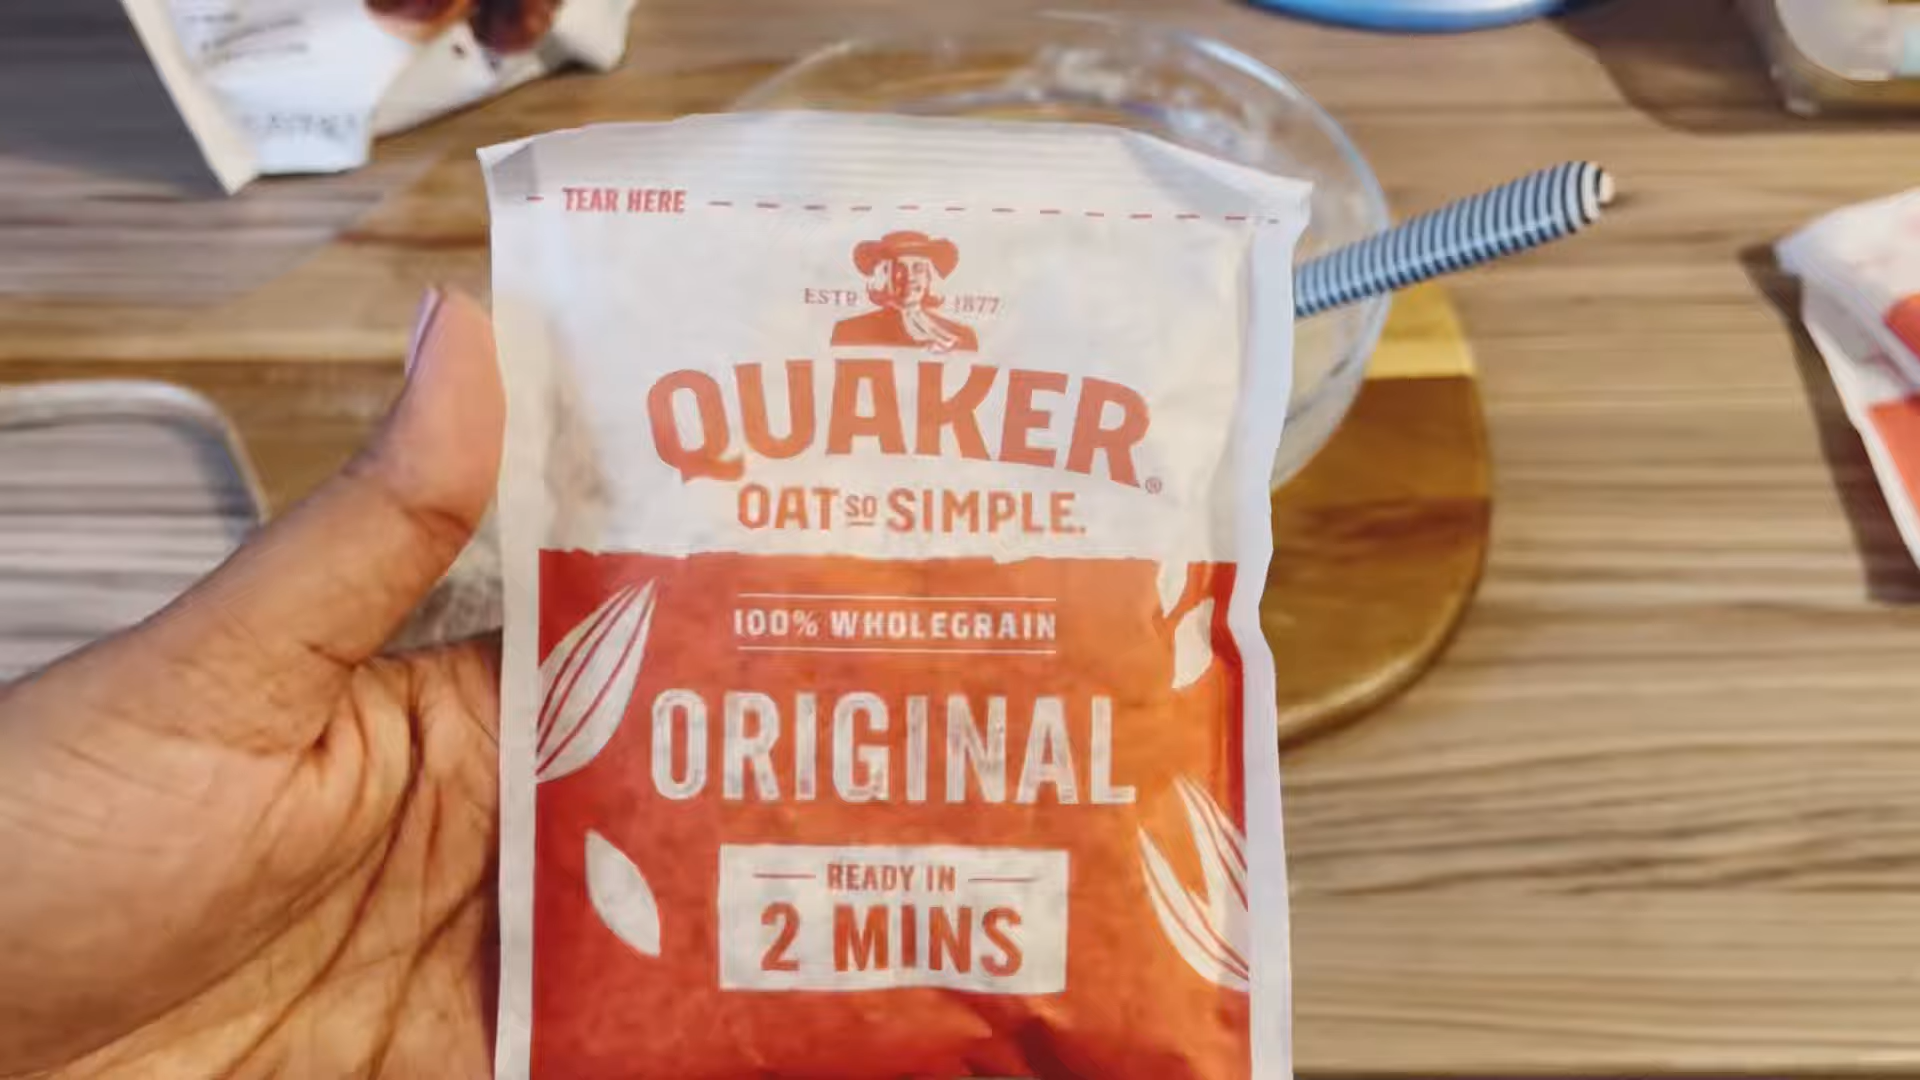 TEAR HERE
ESTD 1877
QUAKER®
OAT SO SIMPLE.
100% WHOLEGRAIN
ORIGINAL
READY IN
2 MINS